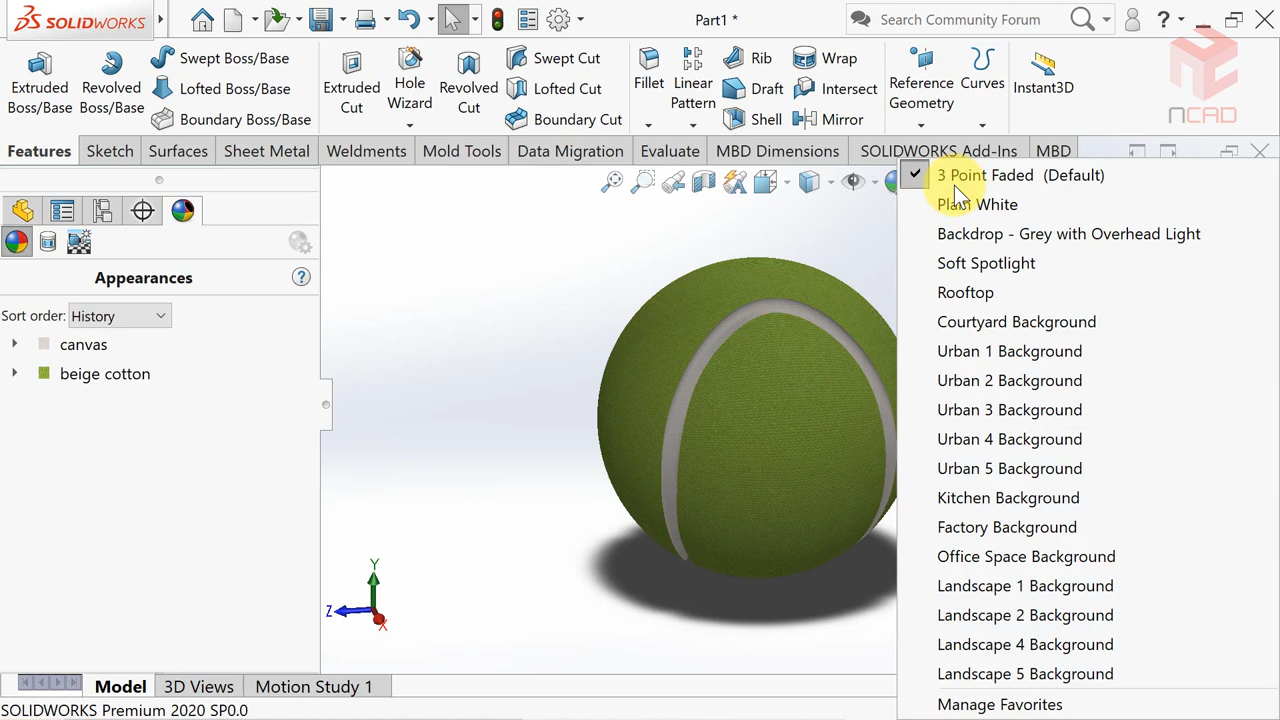 SOLIDWORKS
Part1 *
Search Community Forum
?
Extruded Boss/Base
Revolved Boss/Base
Swept Boss/Base
Lofted Boss/Base
Boundary Boss/Base
Extruded Cut
Hole Wizard
Revolved Cut
Swept Cut
Lofted Cut
Boundary Cut
Fillet
Linear Pattern
Rib
Draft
Shell
Wrap
Intersect
Mirror
Reference Geometry
Curves
Instant3D
NCAD
Features
Sketch
Surfaces
Sheet Metal
Weldments
Mold Tools
Data Migration
Evaluate
MBD Dimensions
SOLIDWORKS Add-Ins
MBD
3 Point Faded (Default)
Plain White
Backdrop - Grey with Overhead Light
Soft Spotlight
Rooftop
Courtyard Background
Urban 1 Background
Urban 2 Background
Urban 3 Background
Urban 4 Background
Urban 5 Background
Kitchen Background
Factory Background
Office Space Background
Landscape 1 Background
Landscape 2 Background
Landscape 4 Background
Landscape 5 Background
Manage Favorites
Appearances
?
Sort order: History
canvas
beige cotton
Y
Z
X
Model
3D Views
Motion Study 1
SOLIDWORKS Premium 2020 SP0.0